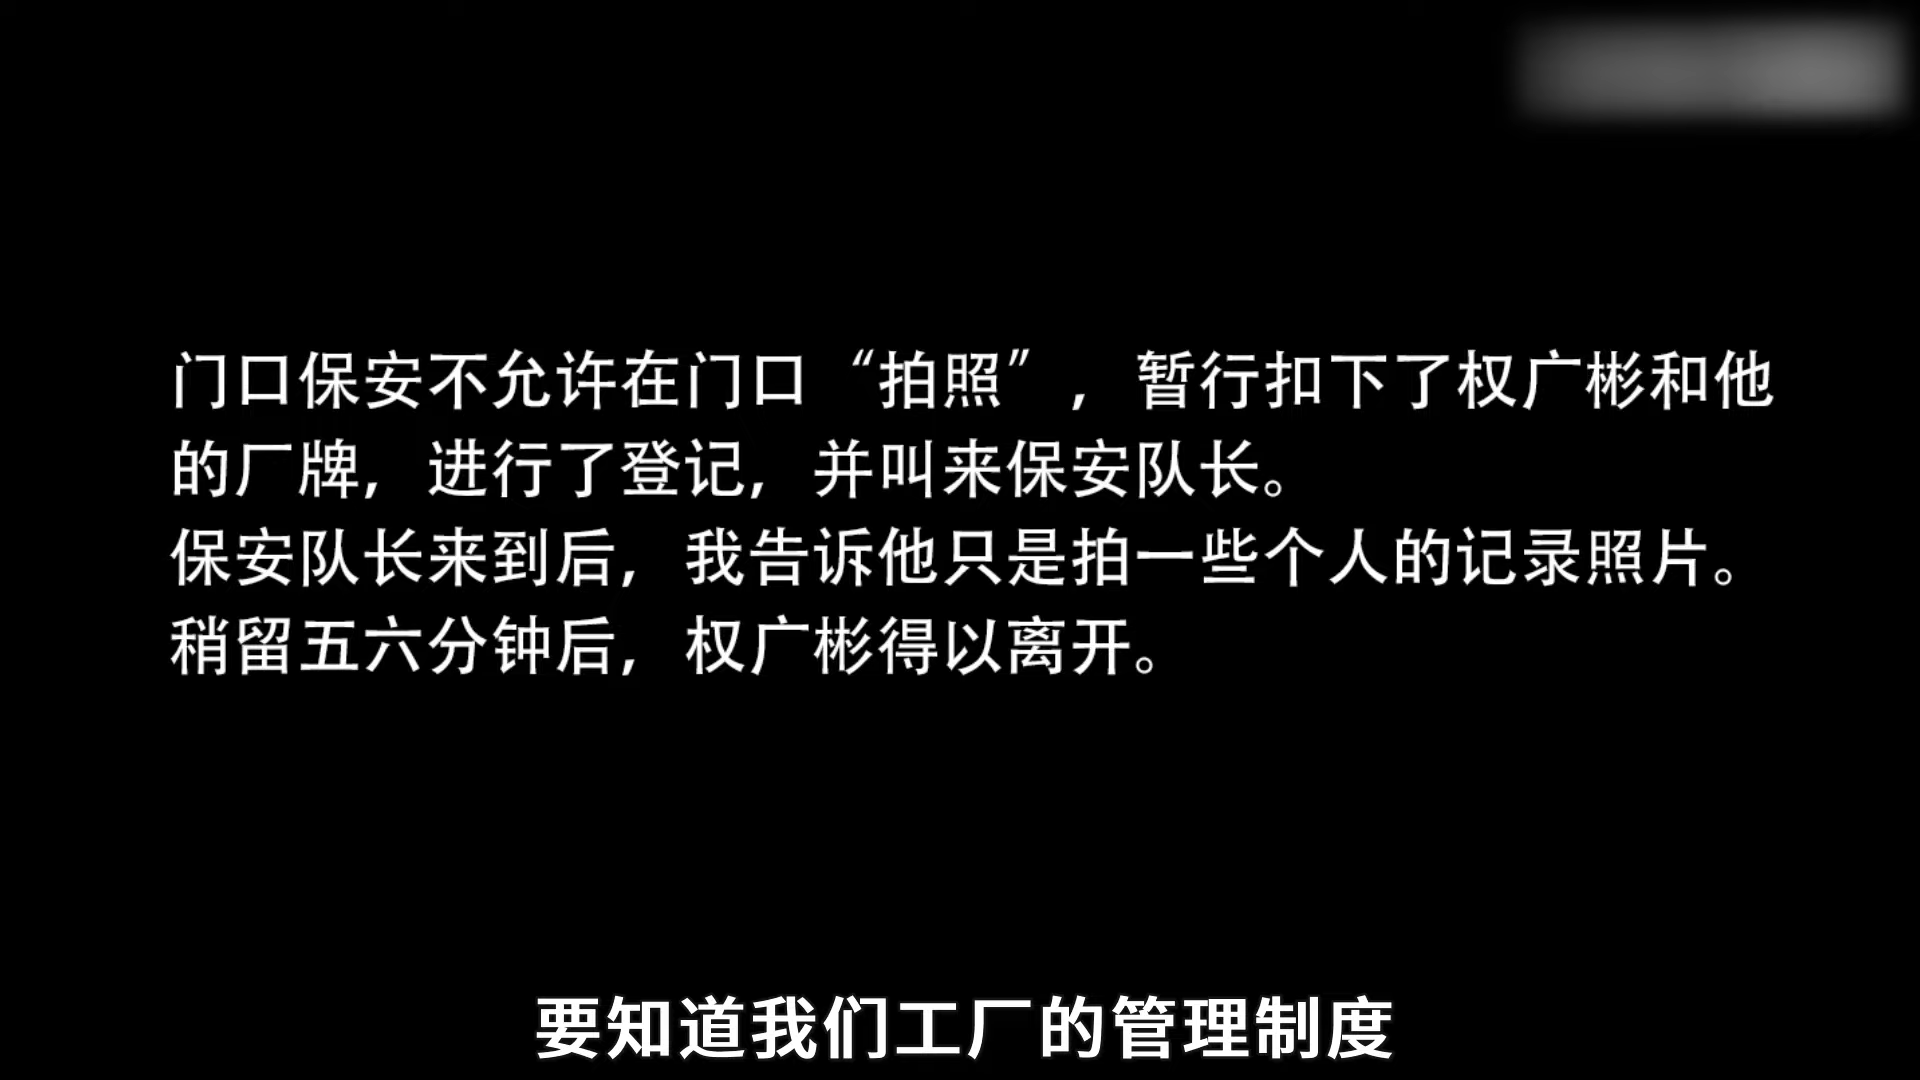 门口保安不允许在门口“拍照”，暂行扣下了权广彬和他
的厂牌，进行了登记，并叫来保安队长。
保安队长来到后，我告诉他只是拍一些个人的记录照片。
稍留五六分钟后，权广彬得以离开。
要知道我们工厂的管理制度